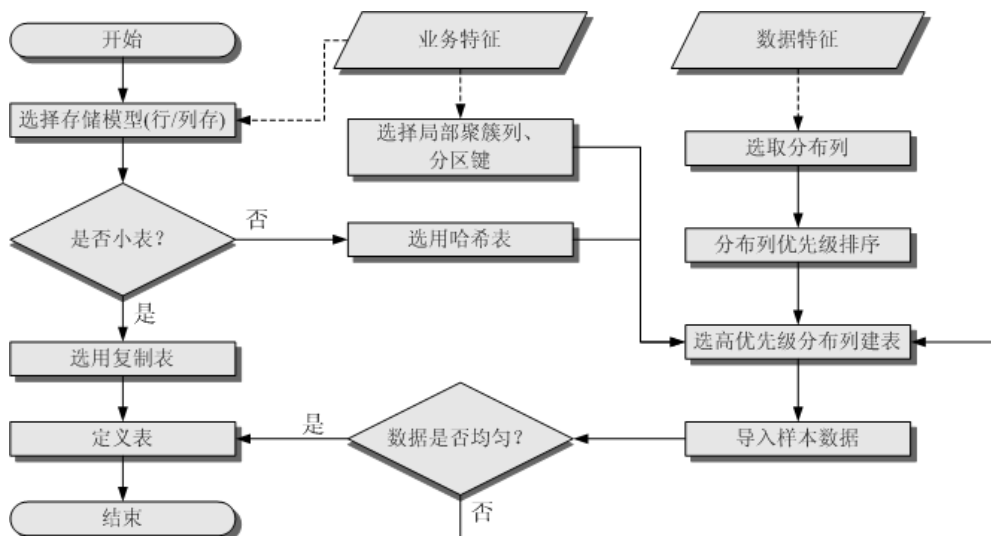 开始
业务特征
数据特征
选择存储模型(行/列存)
选择局部聚簇列、
分区键
选取分布列
是否小表？
否
选用哈希表
分布列优先级排序
是
选用复制表
选高优先级分布列建表
定义表
是
数据是否均匀？
导入样本数据
否
结束